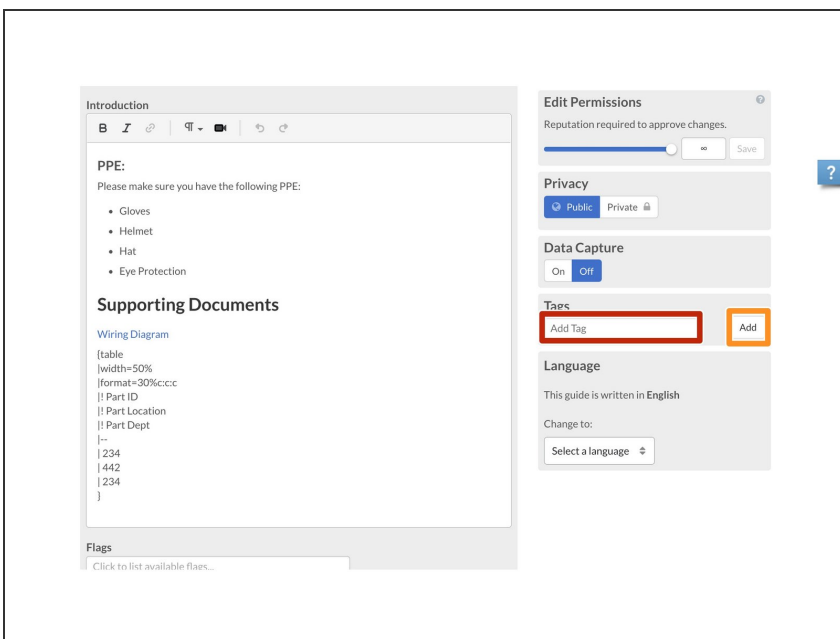 Introduction
B I
PPE:
Please make sure you have the following PPE:
• Gloves
• Helmet
• Hat
• Eye Protection
Supporting Documents
Wiring Diagram
{table
|width=50%
|format=30%c:c:c
|! Part ID
|! Part Location
|! Part Dept
|--
| 234
| 442
| 234
}
Flags
Click to list available flags...
Edit Permissions ?
Reputation required to approve changes.
∞ Save
Privacy
Public Private
Data Capture
On Off
Tags
Add Tag Add
Language
This guide is written in English
Change to:
Select a language
?